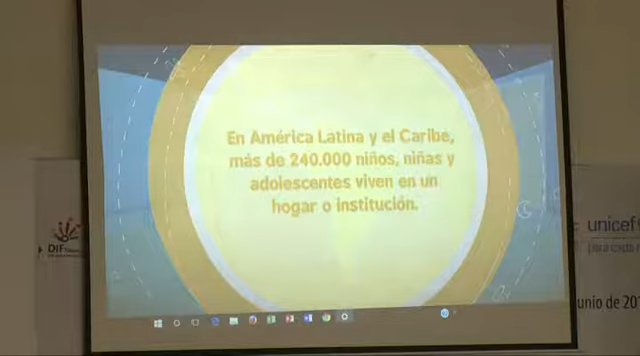 En América Latina y el Caribe,
más de 240.000 niños, niñas y
adolescentes viven en un
hogar o institución.
DIF
unicef
unio de 20